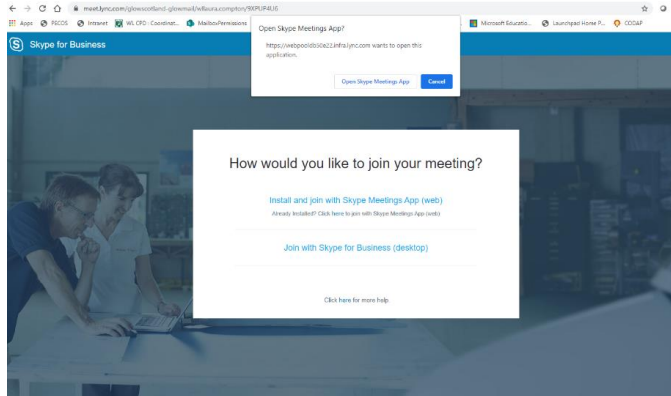 meet.lync.com/glowscotland-glowmail/wllaura.compton/9XPUP4U6
Apps PECOS Intranet WL CPD : Coordinat... MailboxPermissions Microsoft Educatio... Launchpad Home P... CODAP
Open Skype Meetings App?
https://webpooldb50e22.infra.lync.com wants to open this
application.
Open Skype Meetings App Cancel
S Skype for Business
How would you like to join your meeting?
Install and join with Skype Meetings App (web)
Already Installed? Click here to join with Skype Meetings App (web)
Join with Skype for Business (desktop)
Click here for more help